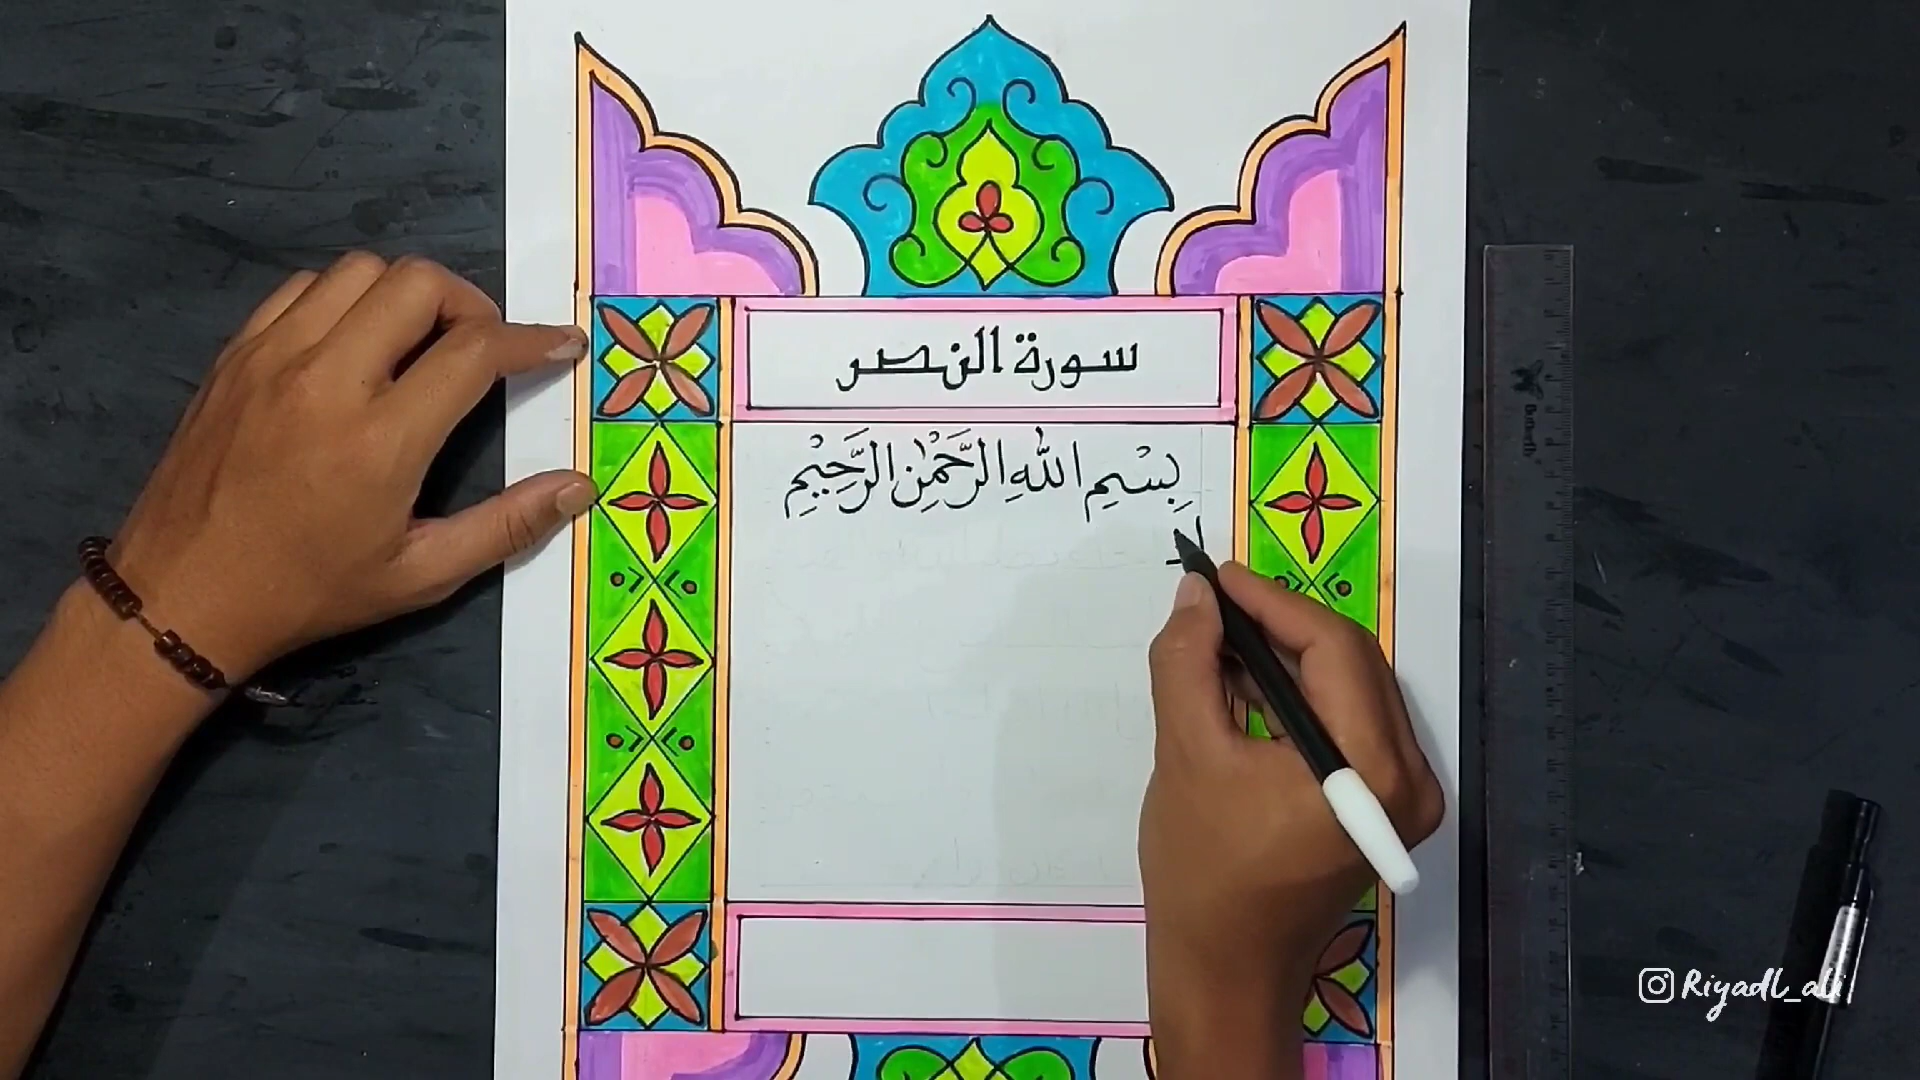 سورة النصر
بِسْمِ اللّٰهِ الرَّحْمٰنِ الرَّحِيْمِ
Riyadl_ali